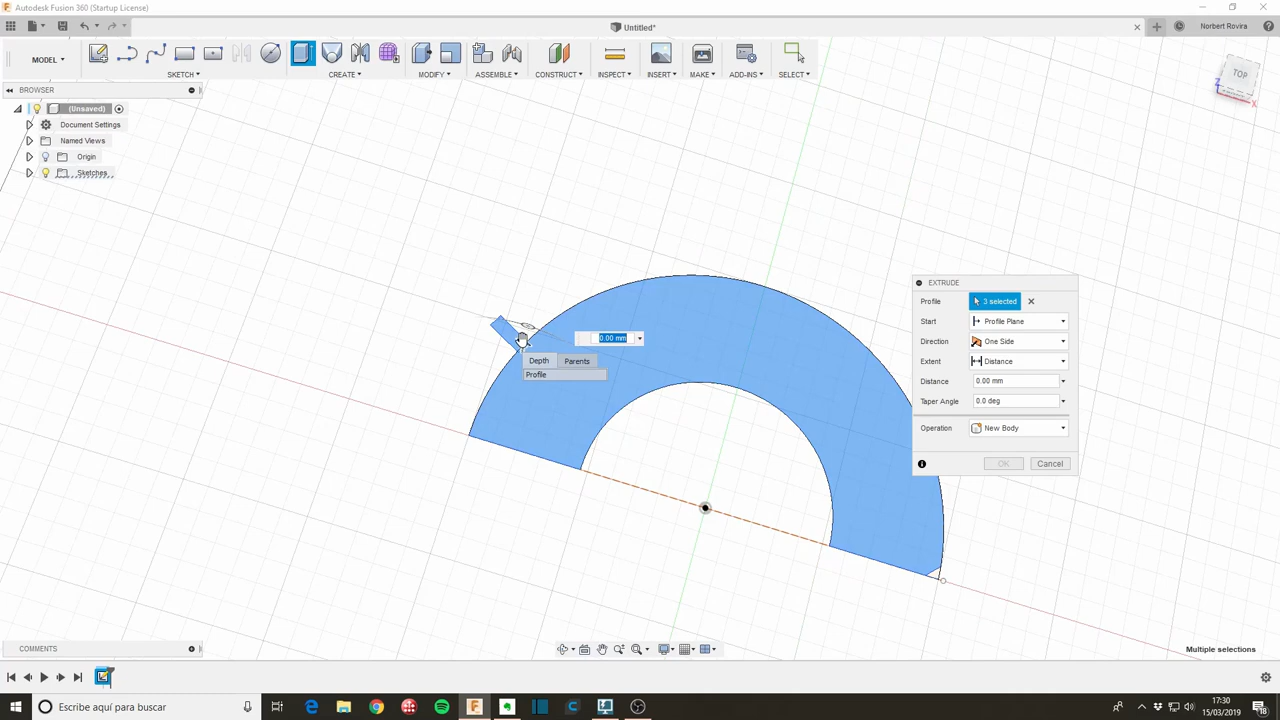 Autodesk Fusion 360 (Startup License)
Untitled*
Norbert Rovira
MODEL
SKETCH
CREATE
MODIFY
ASSEMBLE
CONSTRUCT
INSPECT
INSERT
MAKE
ADD-INS
SELECT
BROWSER
TOP
Z
X
(Unsaved)
Document Settings
Named Views
Origin
Sketches
EXTRUDE
Profile
3 selected
Start
Profile Plane
Direction
One Side
Extent
Distance
Distance
0.00 mm
Taper Angle
0.0 deg
Operation
New Body
OK
Cancel
0.00 mm
Depth
Parents
Profile
COMMENTS
Multiple selections
Escribe aquí para buscar
17:30
15/03/2019
18